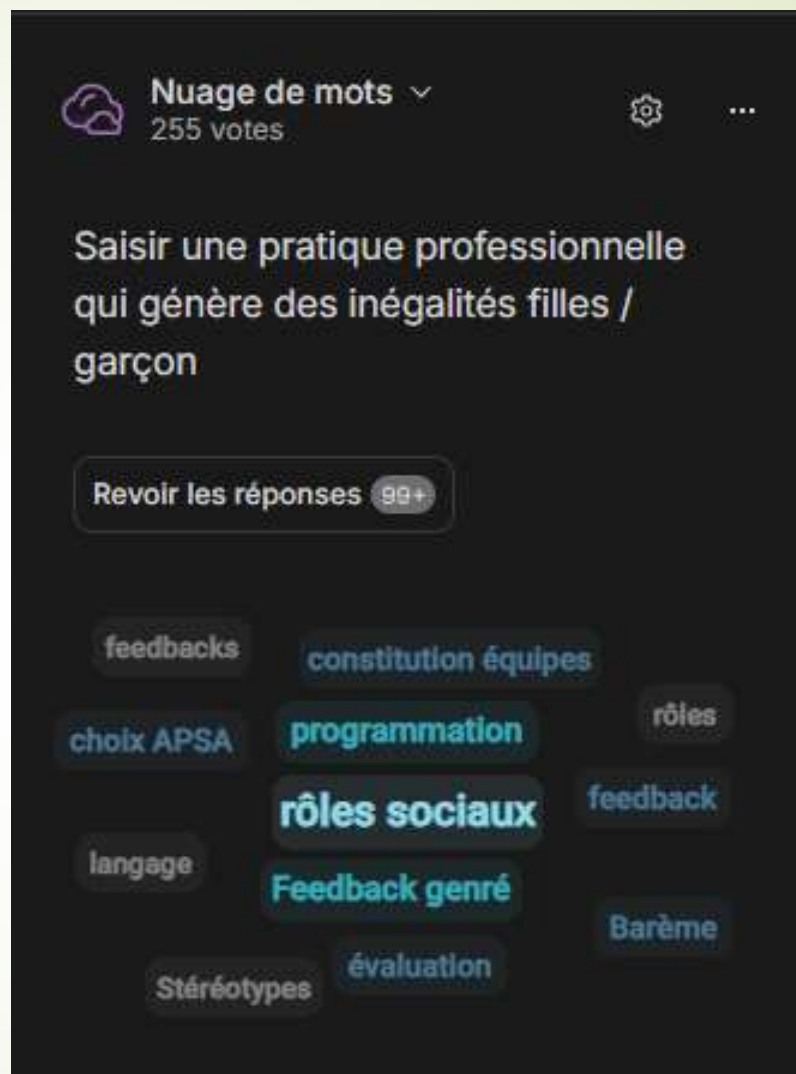 Nuage de mots
255 votes
Saisir une pratique professionnelle
qui génère des inégalités filles /
garçon
Revoir les réponses 99+
feedbacks
constitution équipes
rôles
choix APSA
programmation
rôles sociaux
feedback
langage
Feedback genré
Barème
évaluation
Stéréotypes